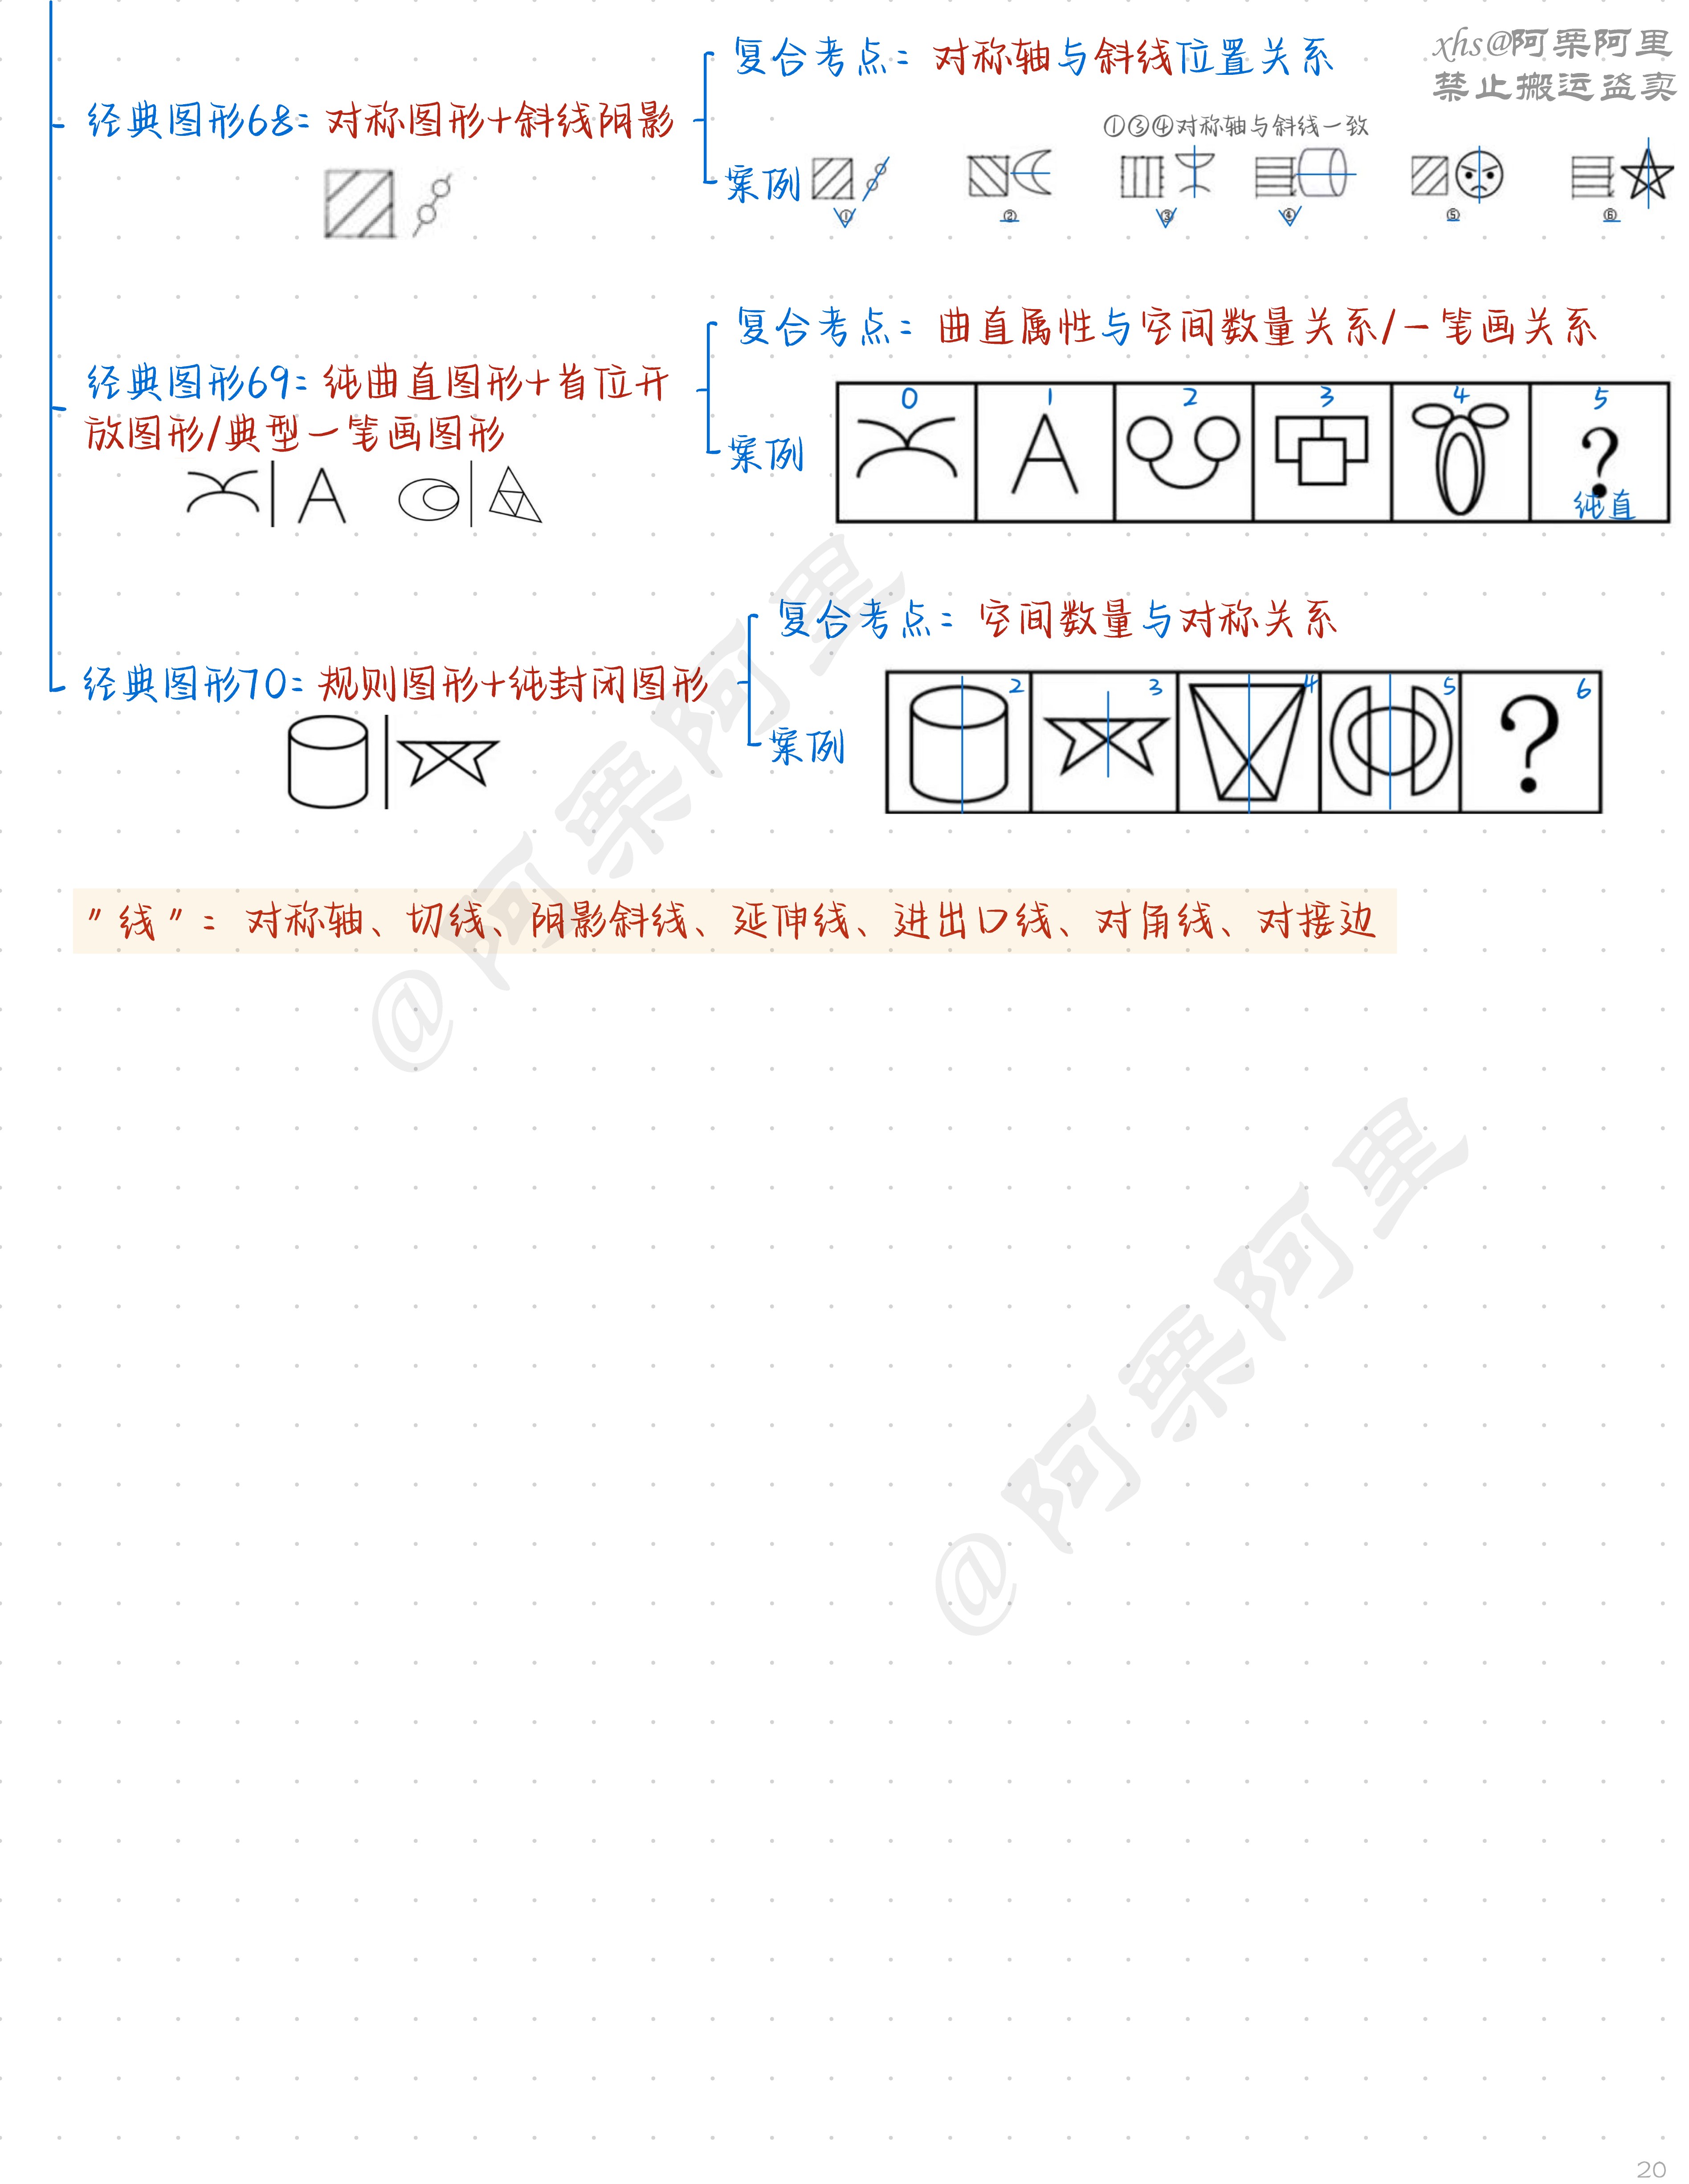 xhs@阿栗阿里
禁止搬运盗卖
经典图形68：对称图形+斜线阴影
复合考点：对称轴与斜线位置关系
①③④对称轴与斜线一致
案例
① ② ③ ④ ⑤ ⑥
经典图形69：纯曲直图形+首位开
放图形/典型一笔画图形
复合考点：曲直属性与空间数量关系/一笔画关系
案例
0 1 2 3 4 5
A A ?
纯直
经典图形70：规则图形+纯封闭图形
复合考点：空间数量与对称关系
案例
2 3 4 5 6
?
"线"：对称轴、切线、阴影斜线、延伸线、进出口线、对角线、对接边
@阿栗阿里
@阿栗阿里
20